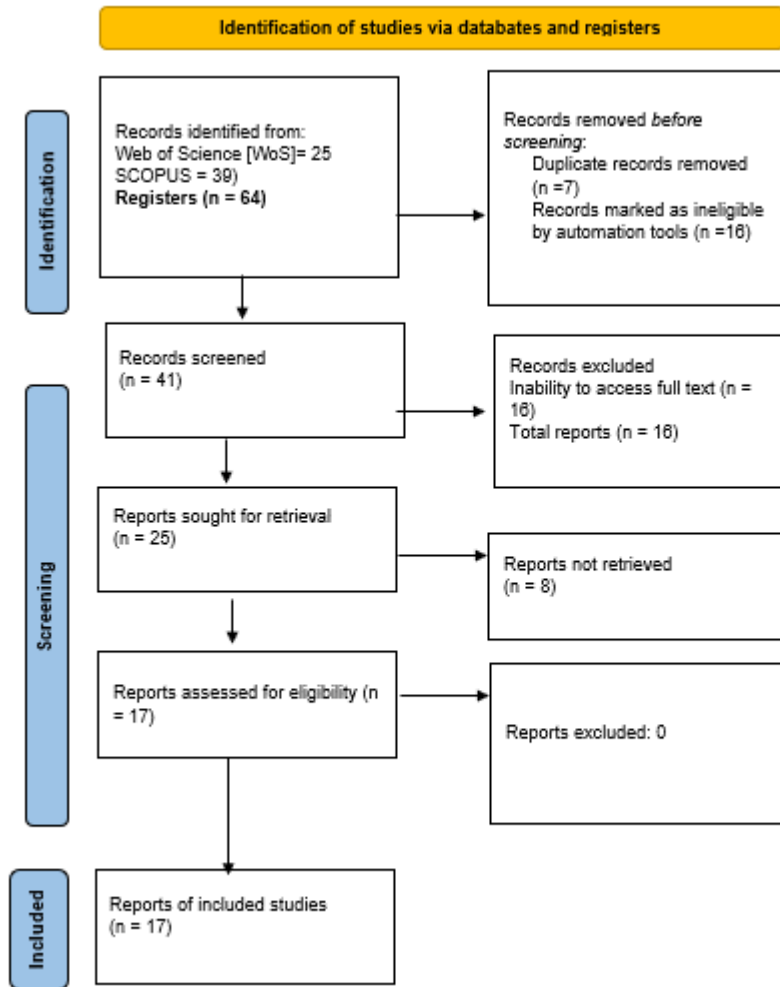 Identification of studies via databates and registers
Identification
Records identified from:
Web of Science [WoS]= 25
SCOPUS = 39)
Registers (n = 64)
Records removed before
screening:
Duplicate records removed
(n =7)
Records marked as ineligible
by automation tools (n =16)
Screening
Records screened
(n = 41)
Records excluded
Inability to access full text (n =
16)
Total reports (n = 16)
Reports sought for retrieval
(n = 25)
Reports not retrieved
(n = 8)
Reports assessed for eligibility (n
= 17)
Reports excluded: 0
Included
Reports of included studies
(n = 17)